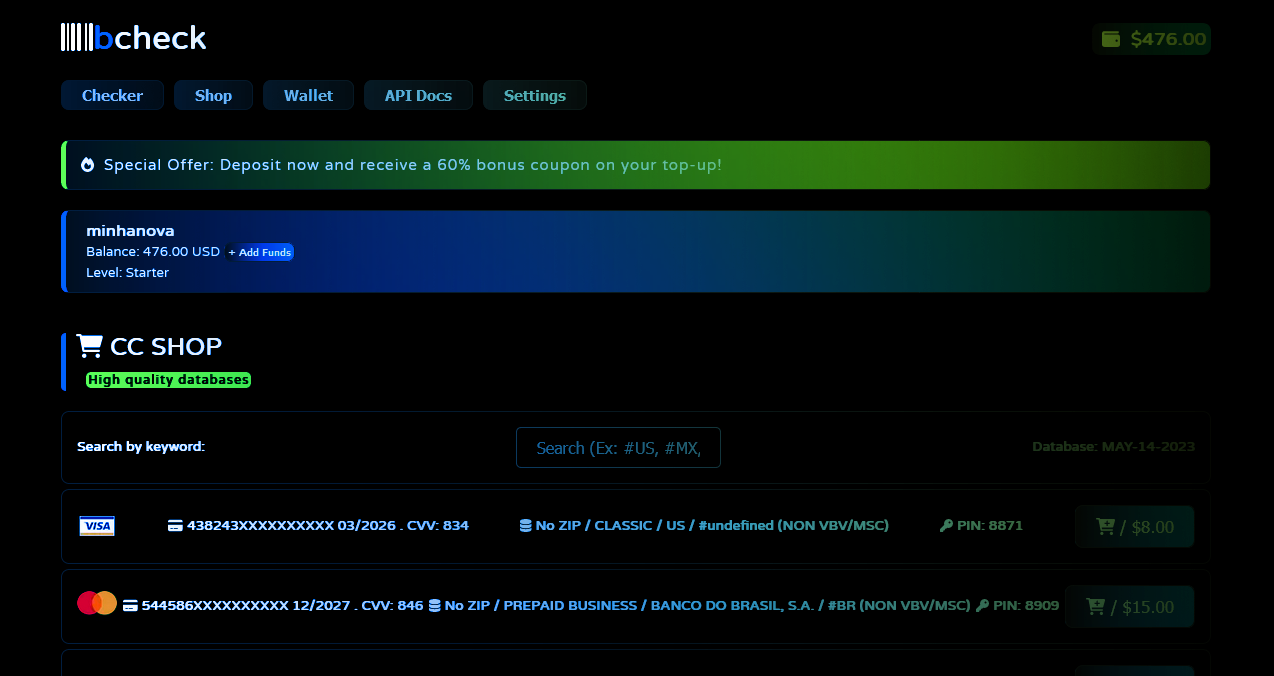 bcheck
$476.00
Checker
Shop
Wallet
API Docs
Settings
Special Offer: Deposit now and receive a 60% bonus coupon on your top-up!
minhanova
Balance: 476.00 USD + Add Funds
Level: Starter
CC SHOP
High quality databases
Search by keyword:
Search (Ex: #US, #MX,
Database: MAY-14-2023
VISA 438243XXXXXXXXXX 03/2026 . CVV: 834 No ZIP / CLASSIC / US / #undefined (NON VBV/MSC) PIN: 8871 / $8.00
544586XXXXXXXXXX 12/2027 . CVV: 846 No ZIP / PREPAID BUSINESS / BANCO DO BRASIL, S.A. / #BR (NON VBV/MSC) PIN: 8909 / $15.00